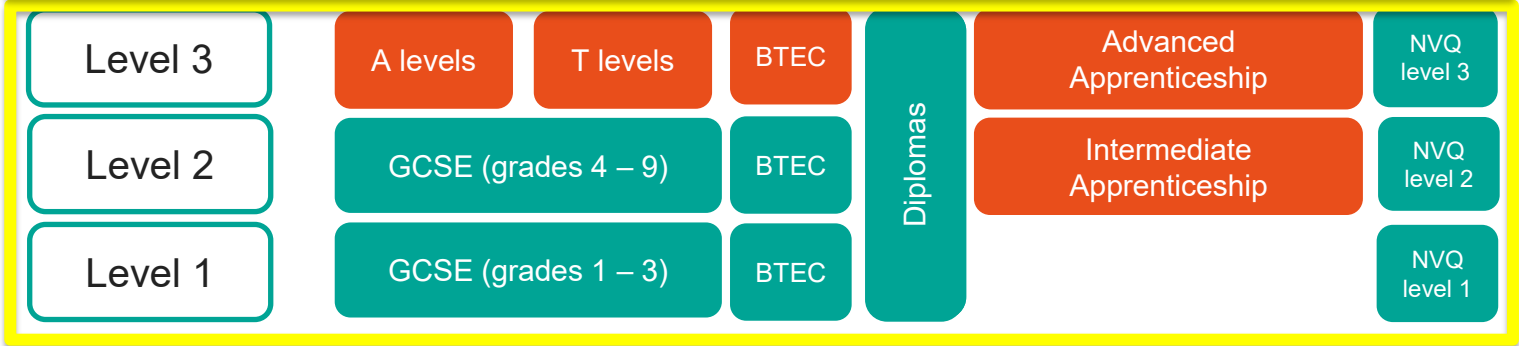 Level 3
A levels
T levels
BTEC
Advanced
Apprenticeship
NVQ
level 3
Level 2
GCSE (grades 4 – 9)
BTEC
Diplomas
Intermediate
Apprenticeship
NVQ
level 2
Level 1
GCSE (grades 1 – 3)
BTEC
NVQ
level 1